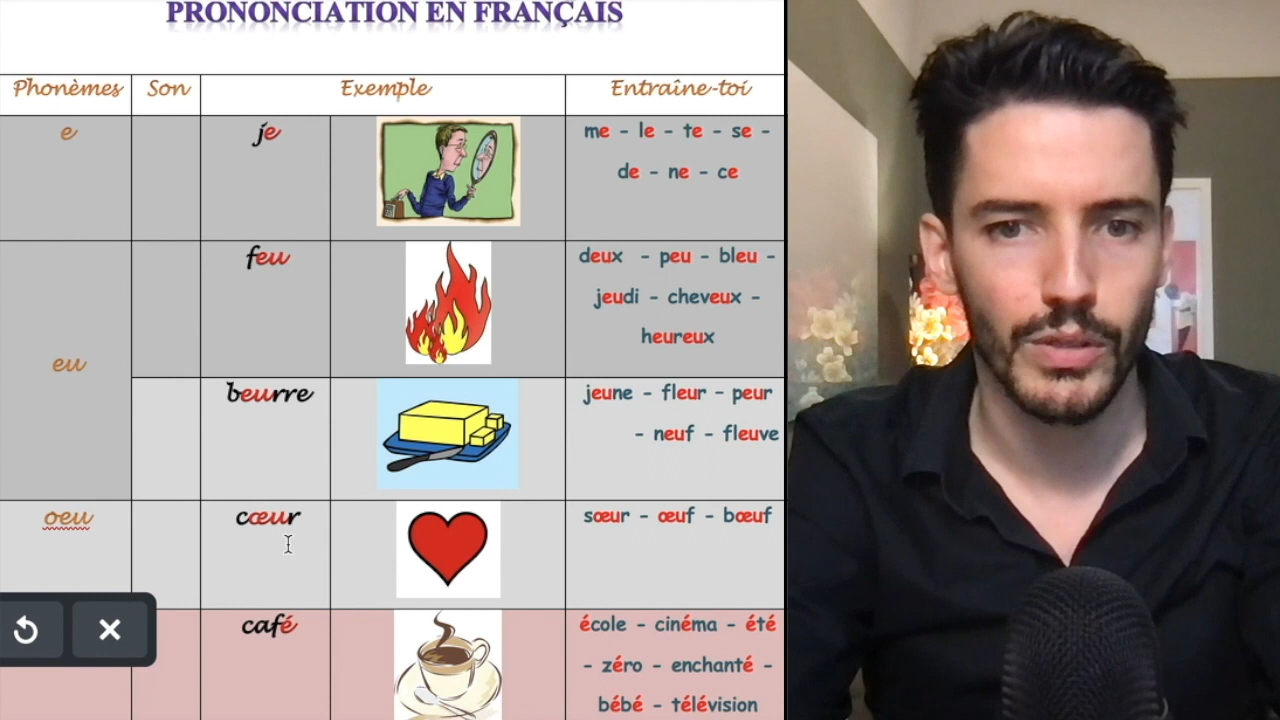 PRONONCIATION EN FRANÇAIS
Phonèmes Son Exemple Entraîne-toi
e je me - le - te - se -
de - ne - ce
eu feu deux - peu - bleu -
jeudi - cheveux -
heureux
beurre jeune - fleur - peur
- neuf - fleuve
oeu cœur sœur - œuf - bœuf
café école - cinéma - été
- zéro - enchanté -
bébé - télévision